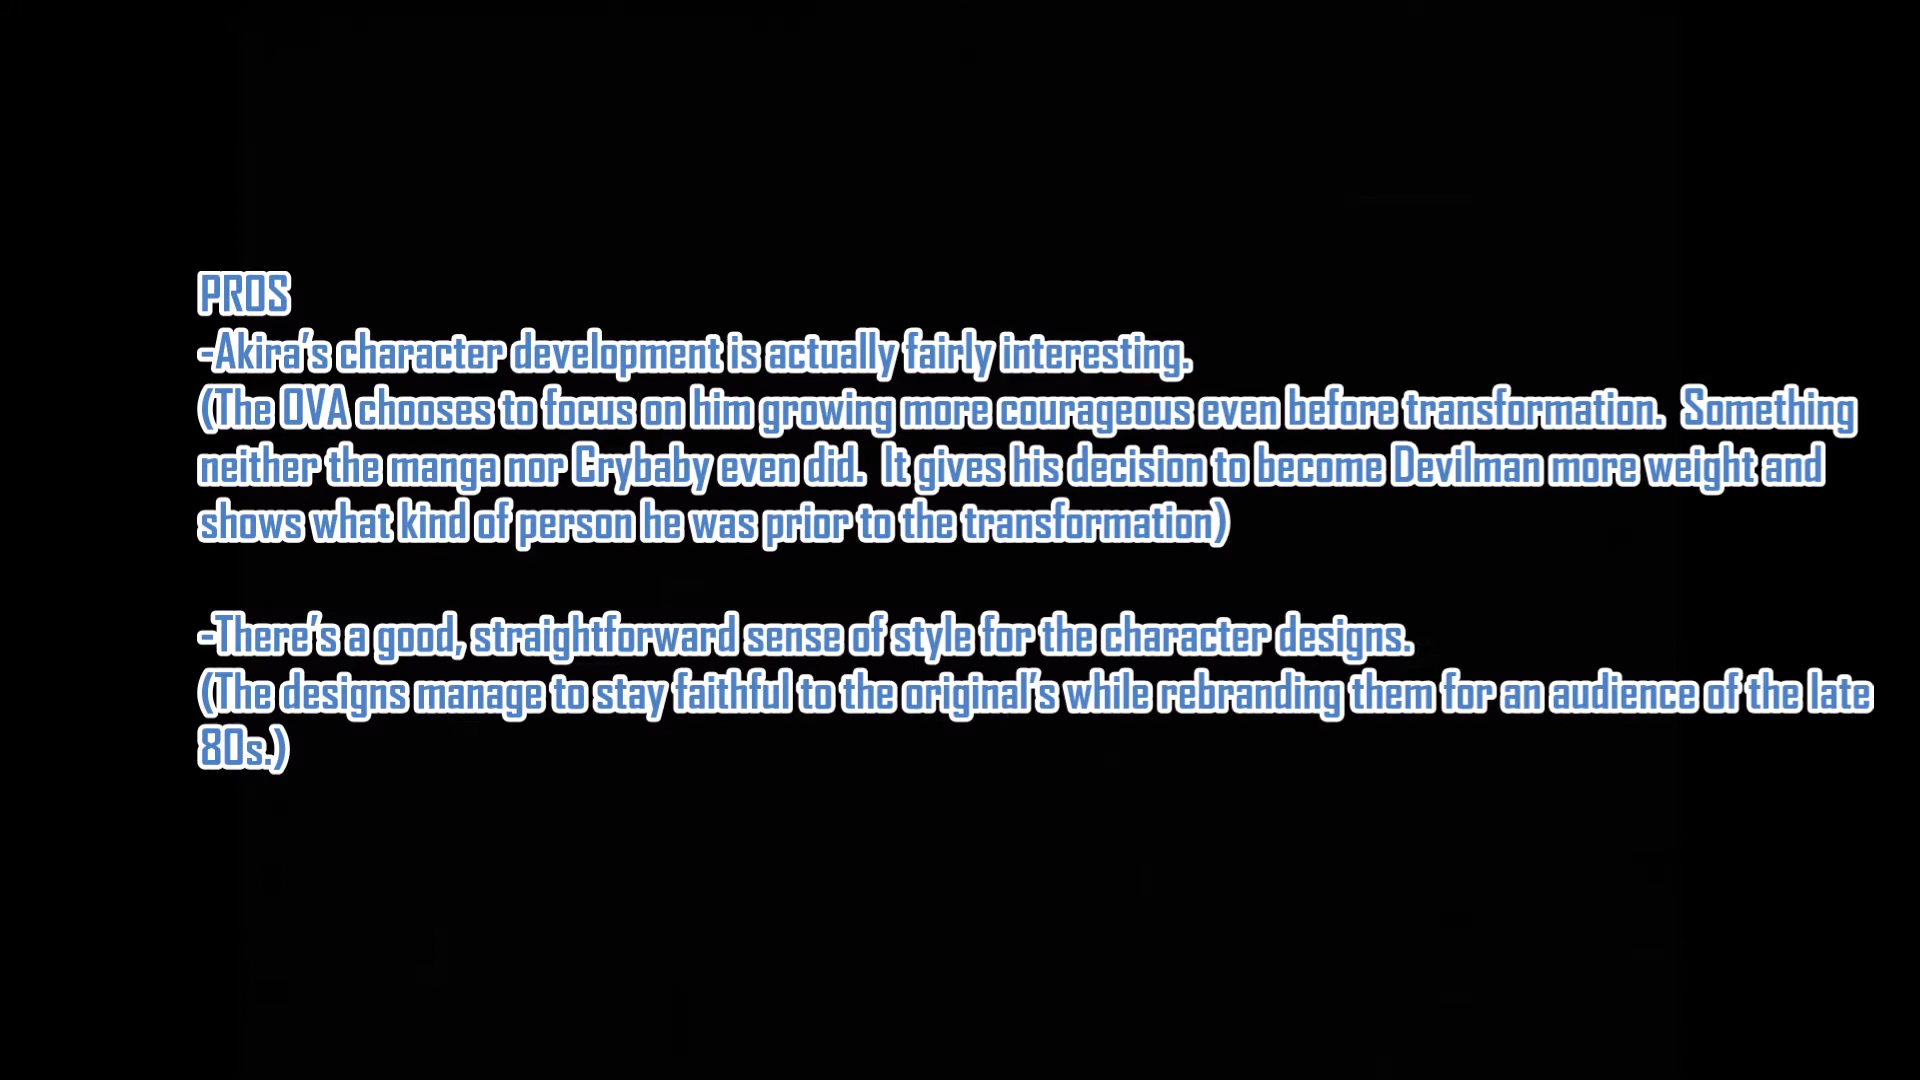 PROS
-Akira's character development is actually fairly interesting.
(The OVA chooses to focus on him growing more courageous even before transformation.  Something
neither the manga nor Crybaby even did.  It gives his decision to become Devilman more weight and
shows what kind of person he was prior to the transformation)
-There's a good, straightforward sense of style for the character designs.
(The designs manage to stay faithful to the original's while rebranding them for an audience of the late
80s.)